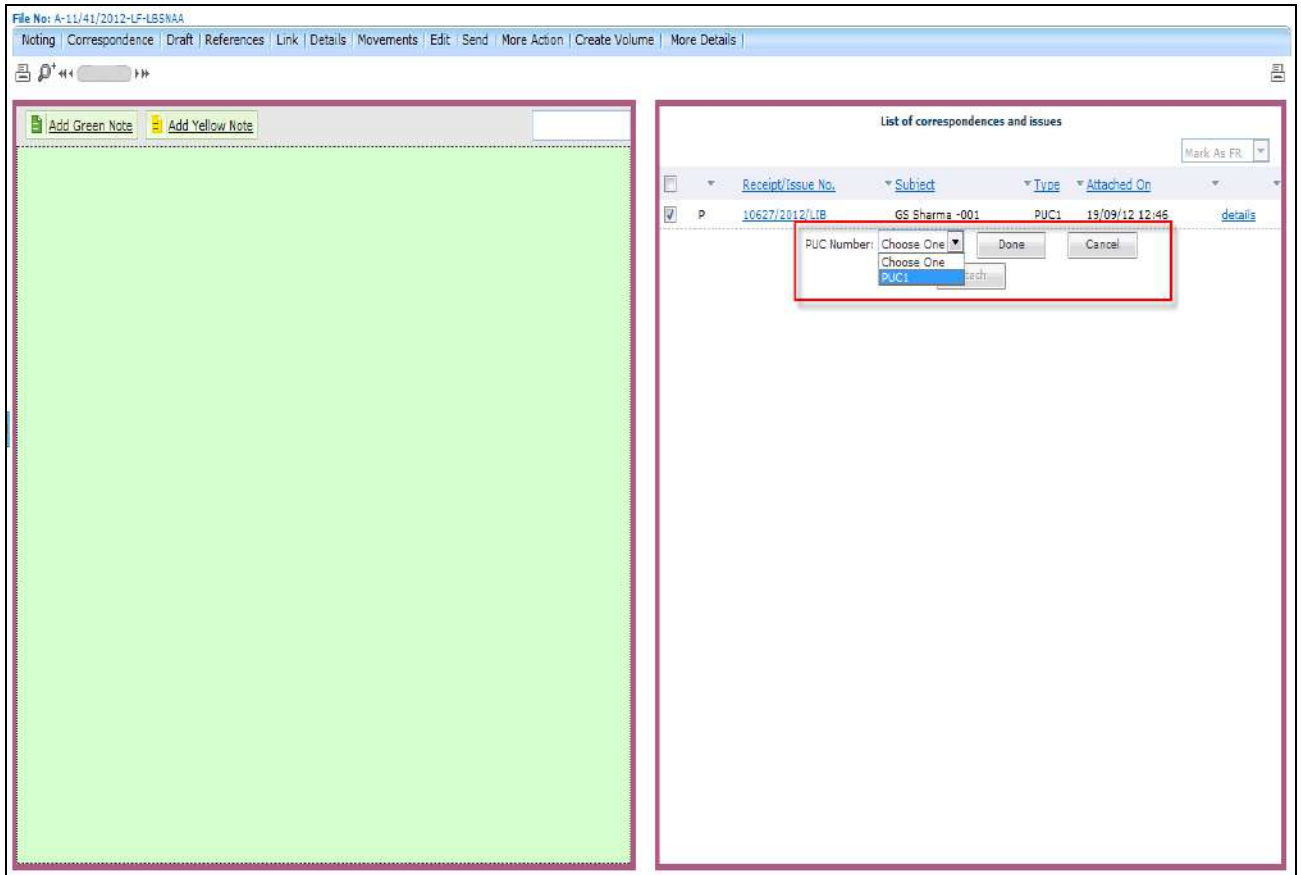 File No: A-11/41/2012-LF-LBSNAA
Noting | Correspondence | Draft | References | Link | Details | Movements | Edit | Send | More Action | Create Volume | More Details |
Add Green Note Add Yellow Note
List of correspondences and issues
Mark As FR
Receipt/Issue No. Subject Type Attached On
P 10627/2012/LIB GS Sharma -001 PUC1 19/09/12 12:46 details
PUC Number: Choose One Done Cancel
Choose One
PUC1